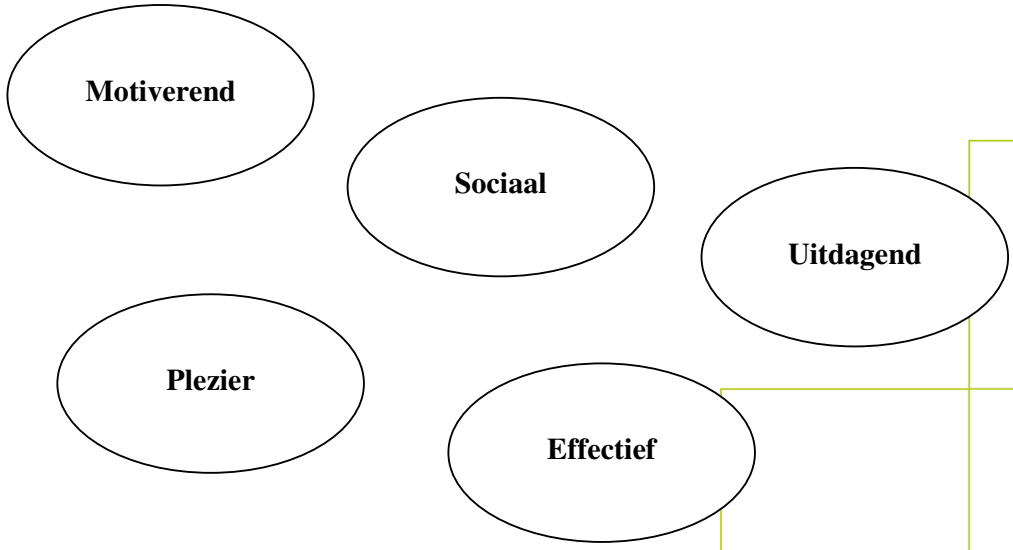 Motiverend
Sociaal
Uitdagend
Plezier
Effectief